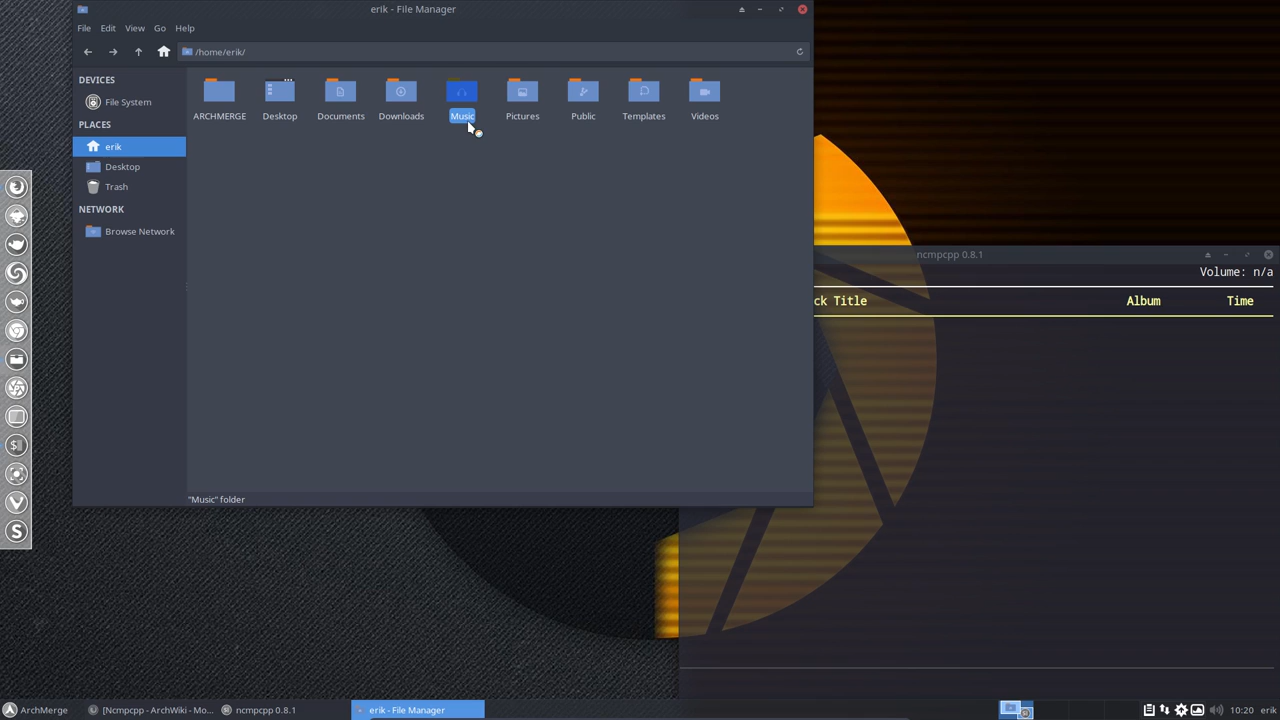 erik - File Manager
File Edit View Go Help
/home/erik/
DEVICES
File System
PLACES
erik
Desktop
Trash
NETWORK
Browse Network
ARCHMERGE Desktop Documents Downloads Music Pictures Public Templates Videos
"Music" folder
ncmpcpp 0.8.1
Volume: n/a
ck Title Album Time
$
V
S
ArchMerge [Ncmpcpp - ArchWiki - Mo... ncmpcpp 0.8.1 erik - File Manager 10:20 erik